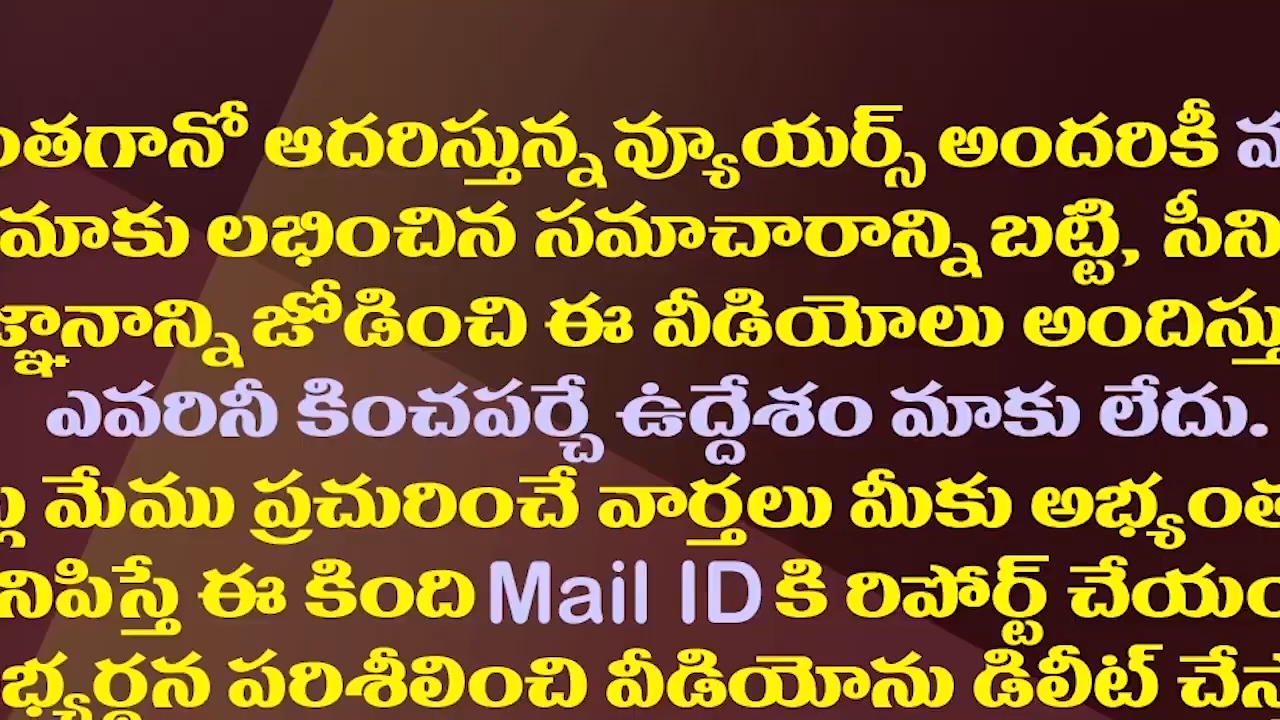 ఆదరిస్తున్న వ్యూయర్స్ అందరికీ
మాకు లభించిన సమాచారాన్ని బట్టి,
జోడించి ఈ వీడియోలు
ఎవరినీ కించపర్చే ఉద్దేశం మాకు లేదు.
మేము ప్రచురించే వార్తలు మీకు
ఈ కింది Mail ID కి రిపోర్ట్
పరిశీలించి వీడియోను డిలీట్